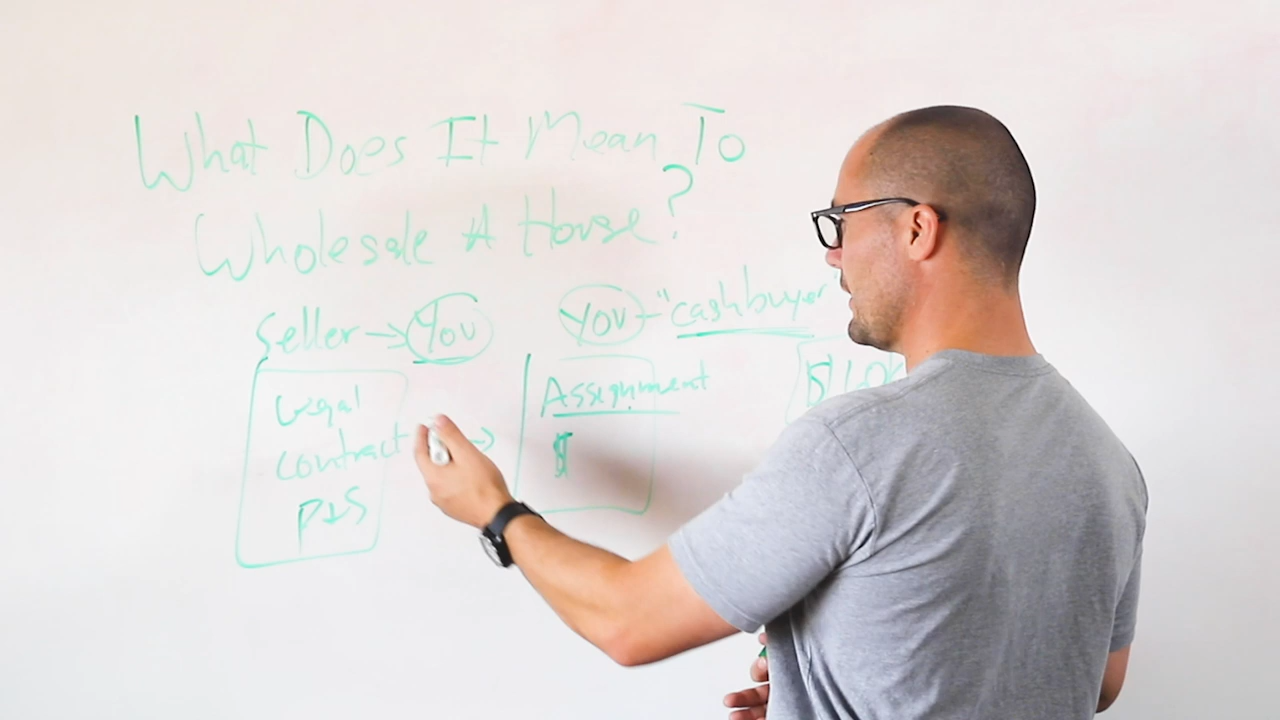 What Does It Mean To
Wholesale A House?
Seller → You
You - "cashbuyer"
Legal
contract →
P+S
Assignment
$